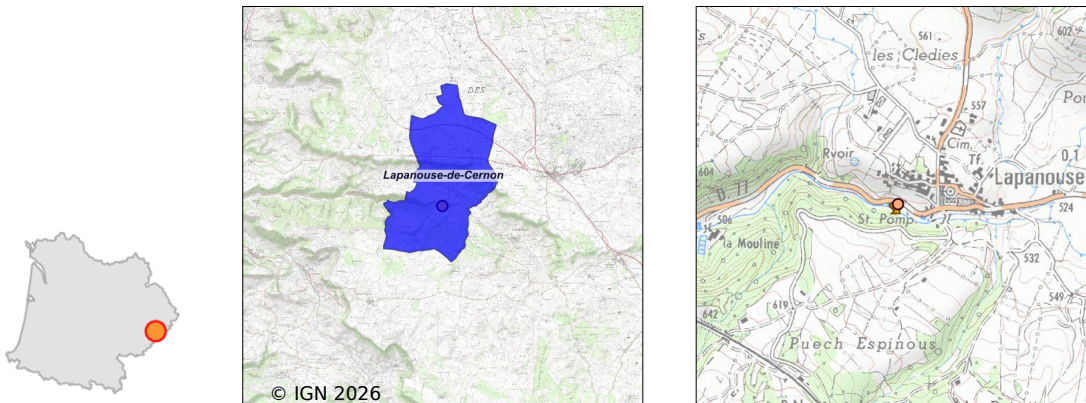 DES
Lapanouse-de-Cernon
© IGN 2026
561
602
les Cledies
557
Cim.
Rvoir
Tf.
0,1
604
Lapanouse
D 77
524
506
St. Pomp.
la Mouline
532
549
619
642
Puech Espinous